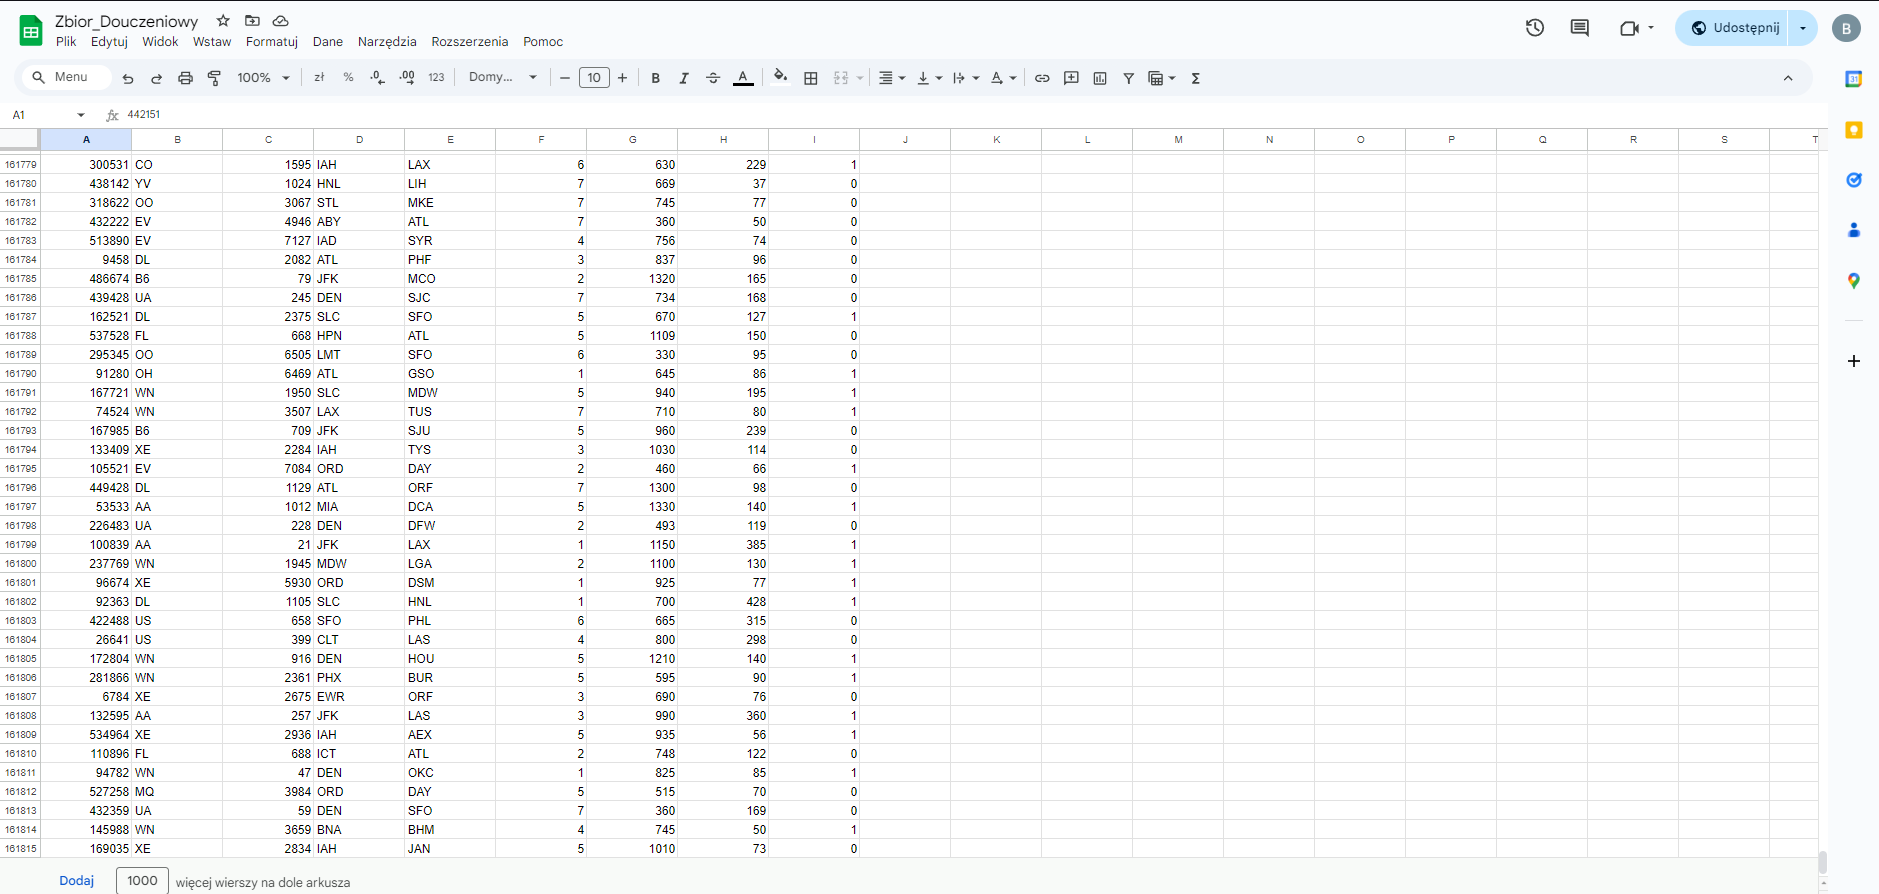 Zbior_Douczeniowy
Plik Edytuj Widok Wstaw Formatuj Dane Narzędzia Rozszerzenia Pomoc
Udostępnij
B
Menu 100% zł % .0 .00 123 Domy... 10 B I A
31
A1 fx 442151
A B C D E F G H I J K L M N O P Q R S T
161779 300531 CO 1595 IAH LAX 6 630 229 1
161780 438142 YV 1024 HNL LIH 7 669 37 0
161781 318622 OO 3067 STL MKE 7 745 77 0
161782 432222 EV 4946 ABY ATL 7 360 50 0
161783 513890 EV 7127 IAD SYR 4 756 74 0
161784 9458 DL 2082 ATL PHF 3 837 96 0
161785 486674 B6 79 JFK MCO 2 1320 165 0
161786 439428 UA 245 DEN SJC 7 734 168 0
161787 162521 DL 2375 SLC SFO 5 670 127 1
161788 537528 FL 668 HPN ATL 5 1109 150 0
161789 295345 OO 6505 LMT SFO 6 330 95 0
161790 91280 OH 6469 ATL GSO 1 645 86 1
161791 167721 WN 1950 SLC MDW 5 940 195 1
161792 74524 WN 3507 LAX TUS 7 710 80 1
161793 167985 B6 709 JFK SJU 5 960 239 0
161794 133409 XE 2284 IAH TYS 3 1030 114 0
161795 105521 EV 7084 ORD DAY 2 460 66 1
161796 449428 DL 1129 ATL ORF 7 1300 98 0
161797 53533 AA 1012 MIA DCA 5 1330 140 1
161798 226483 UA 228 DEN DFW 2 493 119 0
161799 100839 AA 21 JFK LAX 1 1150 385 1
161800 237769 WN 1945 MDW LGA 2 1100 130 1
161801 96674 XE 5930 ORD DSM 1 925 77 1
161802 92363 DL 1105 SLC HNL 1 700 428 1
161803 422488 US 658 SFO PHL 6 665 315 0
161804 26641 US 399 CLT LAS 4 800 298 0
161805 172804 WN 916 DEN HOU 5 1210 140 1
161806 281866 WN 2361 PHX BUR 5 595 90 1
161807 6784 XE 2675 EWR ORF 3 690 76 0
161808 132595 AA 257 JFK LAS 3 990 360 1
161809 534964 XE 2936 IAH AEX 5 935 56 1
161810 110896 FL 688 ICT ATL 2 748 122 0
161811 94782 WN 47 DEN OKC 1 825 85 1
161812 527258 MQ 3984 ORD DAY 5 515 70 0
161813 432359 UA 59 DEN SFO 7 360 169 0
161814 145988 WN 3659 BNA BHM 4 745 50 1
161815 169035 XE 2834 IAH JAN 5 1010 73 0
Dodaj 1000 więcej wierszy na dole arkusza